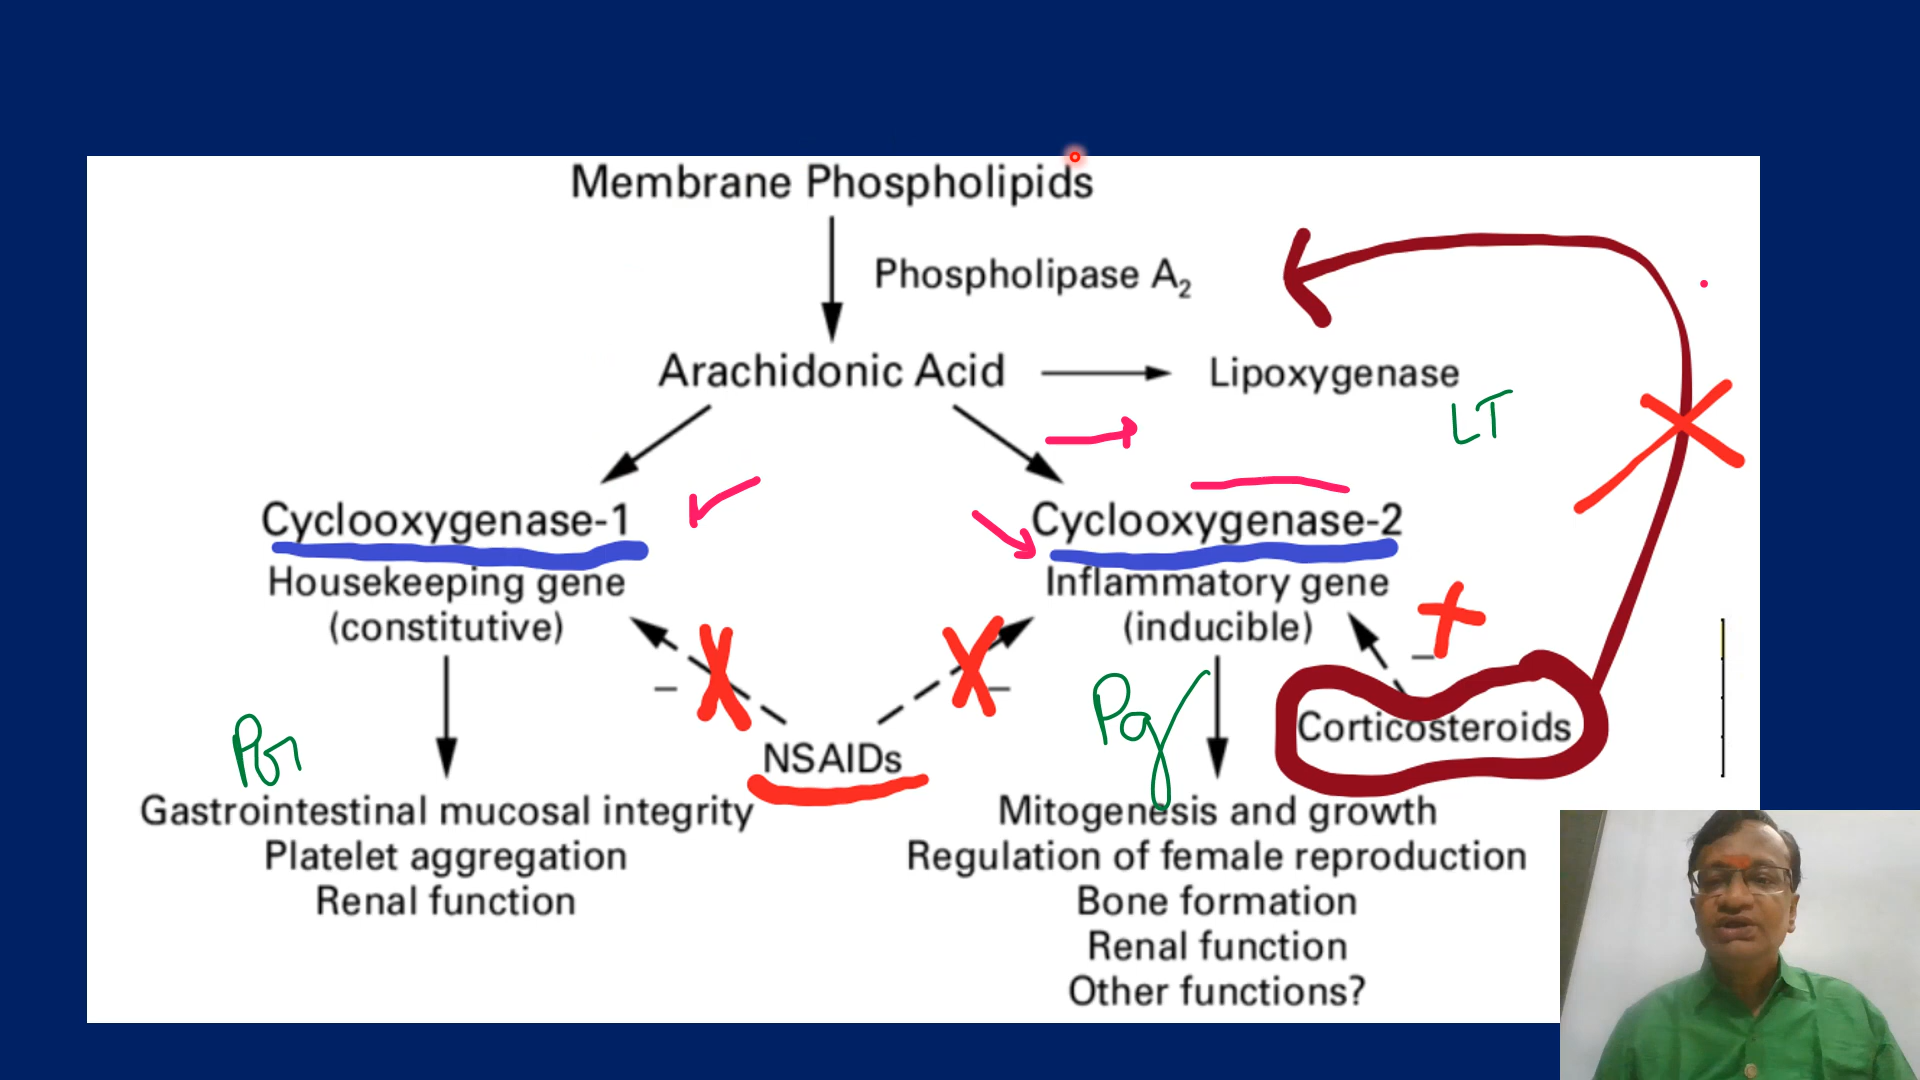 Membrane Phospholipids
Phospholipase A₂
Arachidonic Acid
Lipoxygenase
LT
Cyclooxygenase-1
Cyclooxygenase-2
Housekeeping gene
(constitutive)
Inflammatory gene
(inducible)
–
–
–
NSAIDs
Corticosteroids
Pg
Gastrointestinal mucosal integrity
Platelet aggregation
Renal function
Mitogenesis and growth
Regulation of female reproduction
Bone formation
Renal function
Other functions?